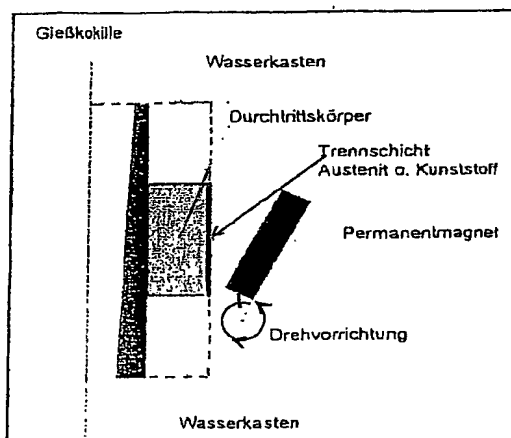 Gießkokille
Wasserkasten
Durchtrittskörper
Trennschicht
Austenit o. Kunststoff
Permanentmagnet
Drehvorrichtung
Wasserkasten